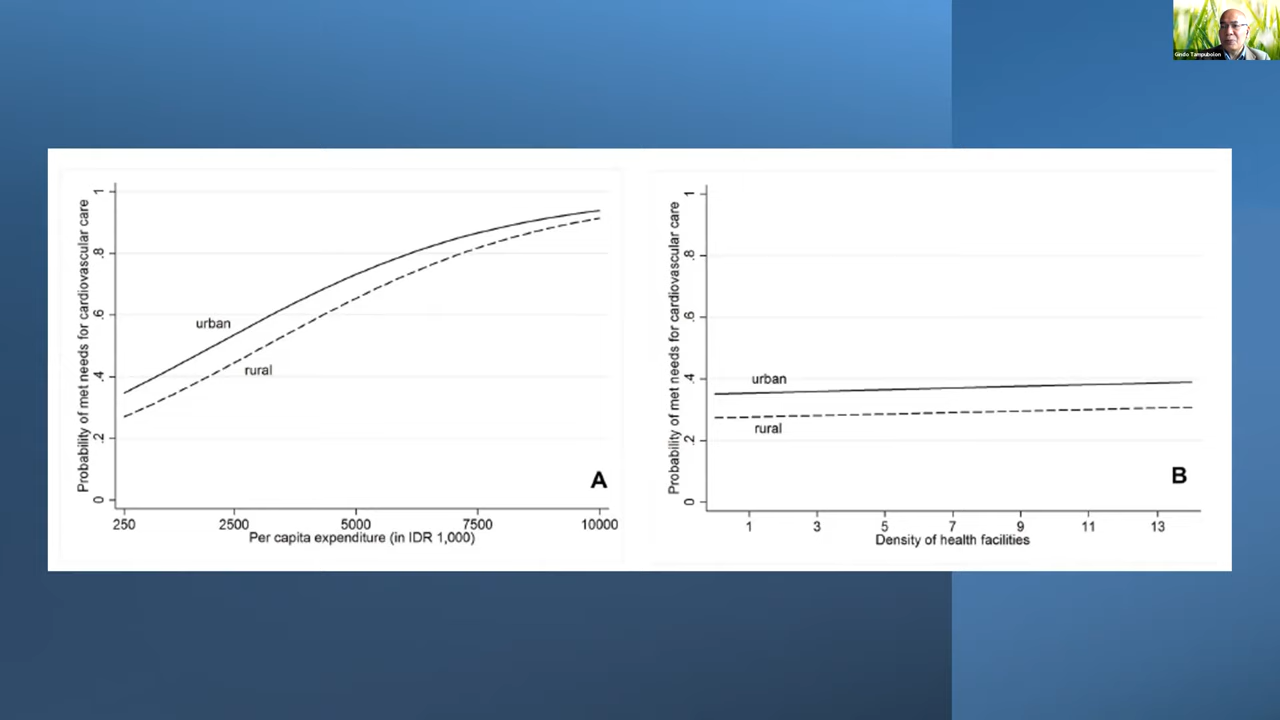 Gindo Tampubolon
Probability of met needs for cardiovascular care
1
.8
.6
.4
.2
0
urban
rural
A
250 2500 5000 7500 10000
Per capita expenditure (in IDR 1,000)
Probability of met needs for cardiovascular care
1
.8
.6
.4
.2
0
urban
rural
B
1 3 5 7 9 11 13
Density of health facilities